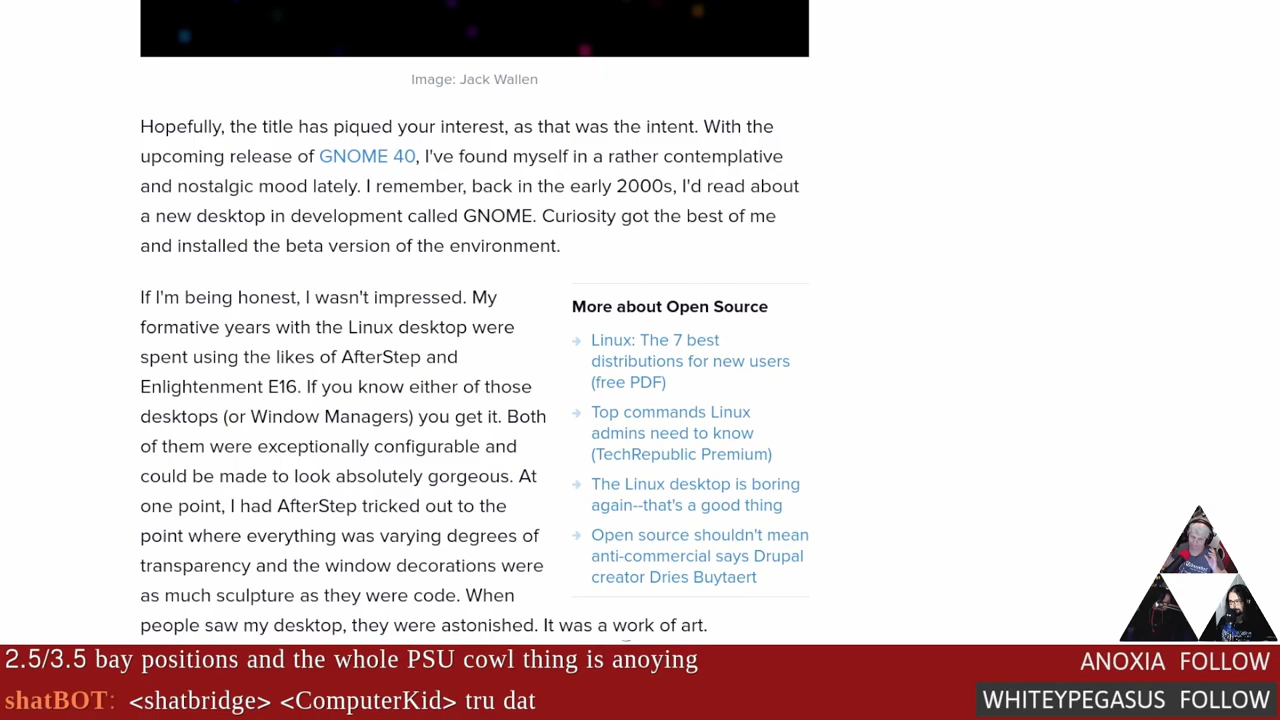 Image: Jack Wallen
Hopefully, the title has piqued your interest, as that was the intent. With the
upcoming release of GNOME 40, I've found myself in a rather contemplative
and nostalgic mood lately. I remember, back in the early 2000s, I'd read about
a new desktop in development called GNOME. Curiosity got the best of me
and installed the beta version of the environment.
If I'm being honest, I wasn't impressed. My
formative years with the Linux desktop were
spent using the likes of AfterStep and
Enlightenment E16. If you know either of those
desktops (or Window Managers) you get it. Both
of them were exceptionally configurable and
could be made to look absolutely gorgeous. At
one point, I had AfterStep tricked out to the
point where everything was varying degrees of
transparency and the window decorations were
as much sculpture as they were code. When
people saw my desktop, they were astonished. It was a work of art.
More about Open Source
Linux: The 7 best
distributions for new users
(free PDF)
Top commands Linux
admins need to know
(TechRepublic Premium)
The Linux desktop is boring
again--that's a good thing
Open source shouldn't mean
anti-commercial says Drupal
creator Dries Buytaert
2.5/3.5 bay positions and the whole PSU cowl thing is anoying
shatBOT: <shatbridge> <ComputerKid> tru dat
ANOXIA FOLLOW
WHITEYPEGASUS FOLLOW